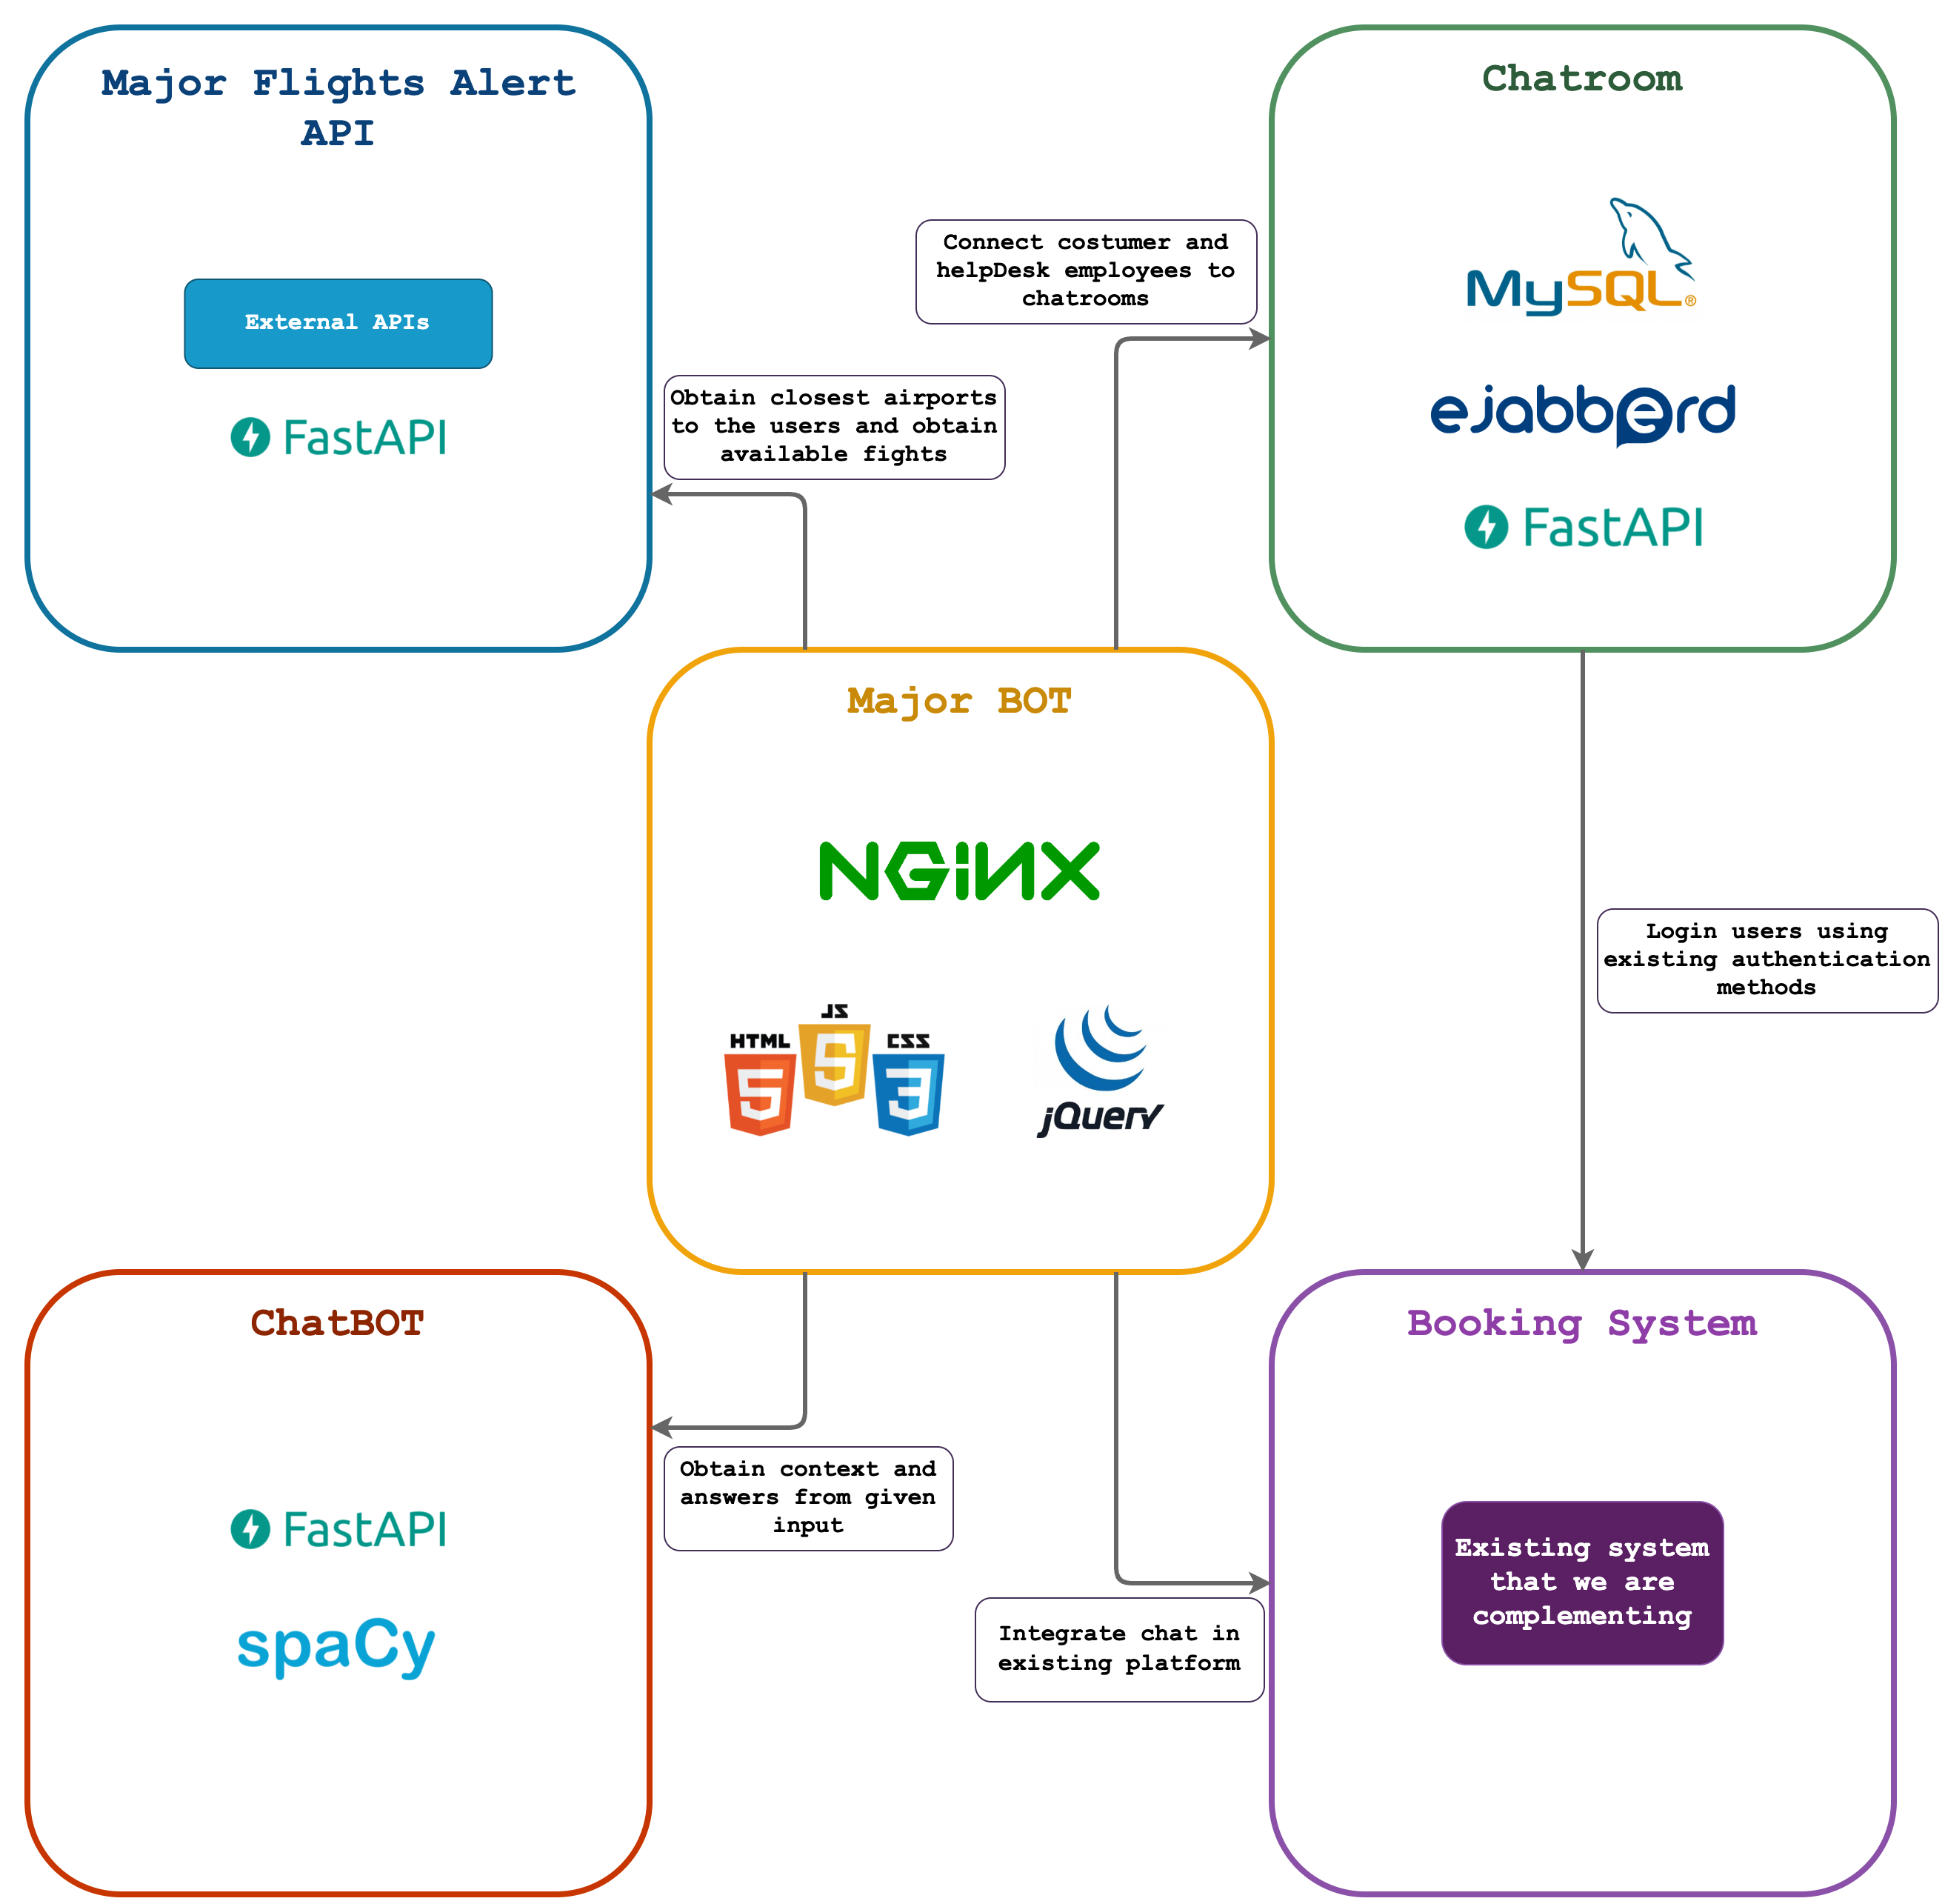 Major Flights Alert
API
External APIs
FastAPI
Obtain closest airports
to the users and obtain
available fights
Connect costumer and
helpDesk employees to
chatrooms
Chatroom
MySQL®
ejabberd
FastAPI
Major BOT
NGiNX
HTML
JS
CSS
5
5
3
jQuery
Login users using
existing authentication
methods
ChatBOT
FastAPI
spaCy
Obtain context and
answers from given
input
Integrate chat in
existing platform
Booking System
Existing system
that we are
complementing